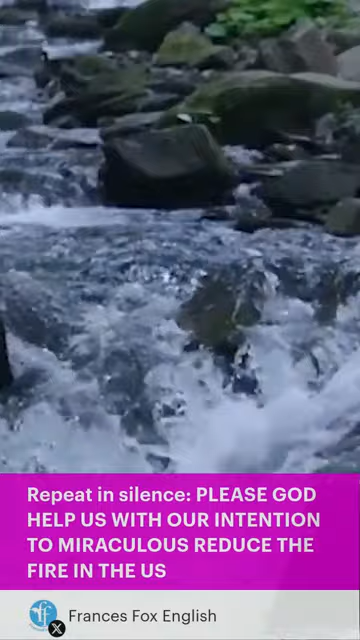 Repeat in silence: PLEASE GOD
HELP US WITH OUR INTENTION
TO MIRACULOUS REDUCE THE
FIRE IN THE US
Frances Fox English